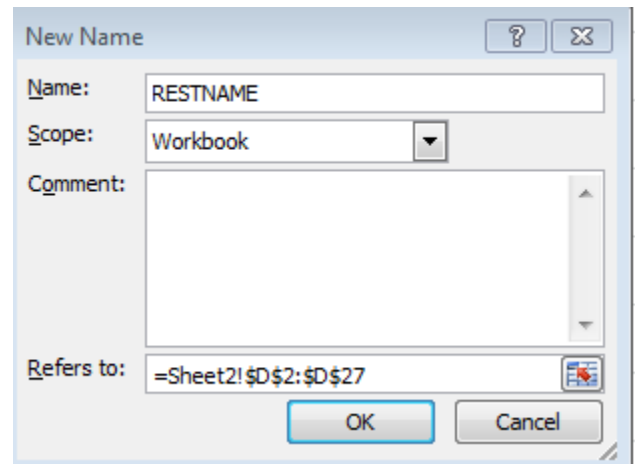 New Name
Name: RESTNAME
Scope: Workbook
Comment:
Refers to: =Sheet2!$D$2:$D$27
OK Cancel